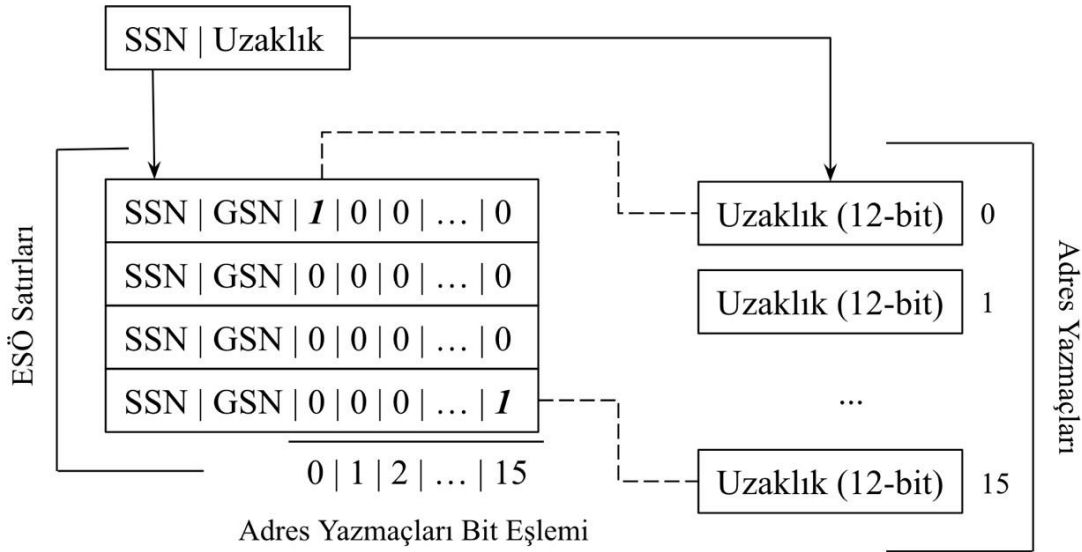 SSN | Uzaklık
ESÖ Satırları
SSN | GSN | 1 | 0 | 0 | … | 0
SSN | GSN | 0 | 0 | 0 | … | 0
SSN | GSN | 0 | 0 | 0 | … | 0
SSN | GSN | 0 | 0 | 0 | … | 1
0 | 1 | 2 | … | 15
Adres Yazmaçları Bit Eşlemi
Uzaklık (12-bit) 0
Uzaklık (12-bit) 1
...
Uzaklık (12-bit) 15
Adres Yazmaçları